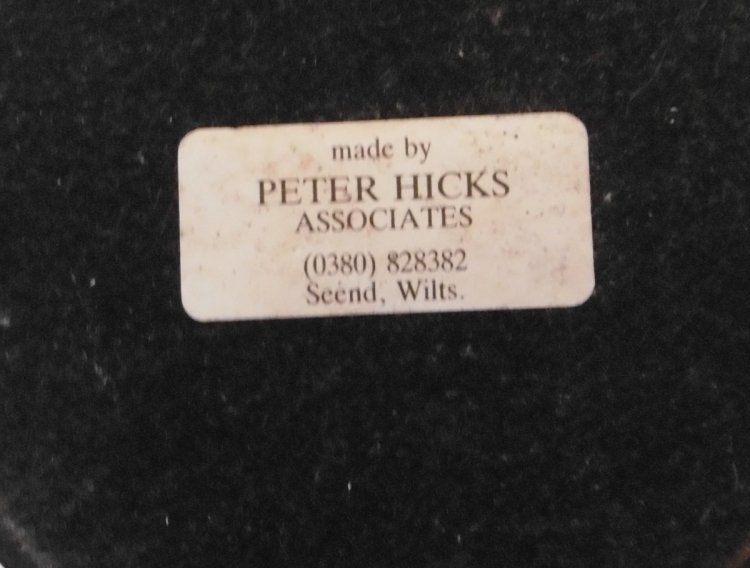 made by
PETER HICKS
ASSOCIATES
(0380) 828382
Seend, Wilts.